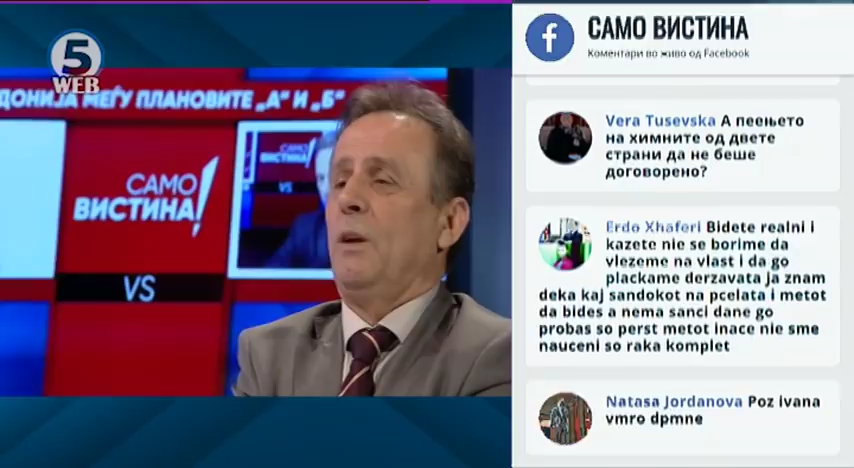 5
WEB
ДОНИЈА МЕЃУ ПЛАНОВИТЕ „А“ И „Б“
САМО
ВИСТИНА!
VS
САМО
ВИСТИНА!
VS
f
САМО ВИСТИНА
Коментари во живо од Facebook
Vera Tusevska А пеењето
на химните од двете
страни да не беше
договорено?
Erdo Xhaferi Bidete realni i
kazete nie se borime da
vlezeme na vlast i da go
plackame derzavata ja znam
deka kaj sandokot na pcelata i metot
da bides a nema sanci dane go
probas so perst metot inace nie sme
nauceni so raka komplet
Natasa Jordanova Poz ivana
vmro dpmne